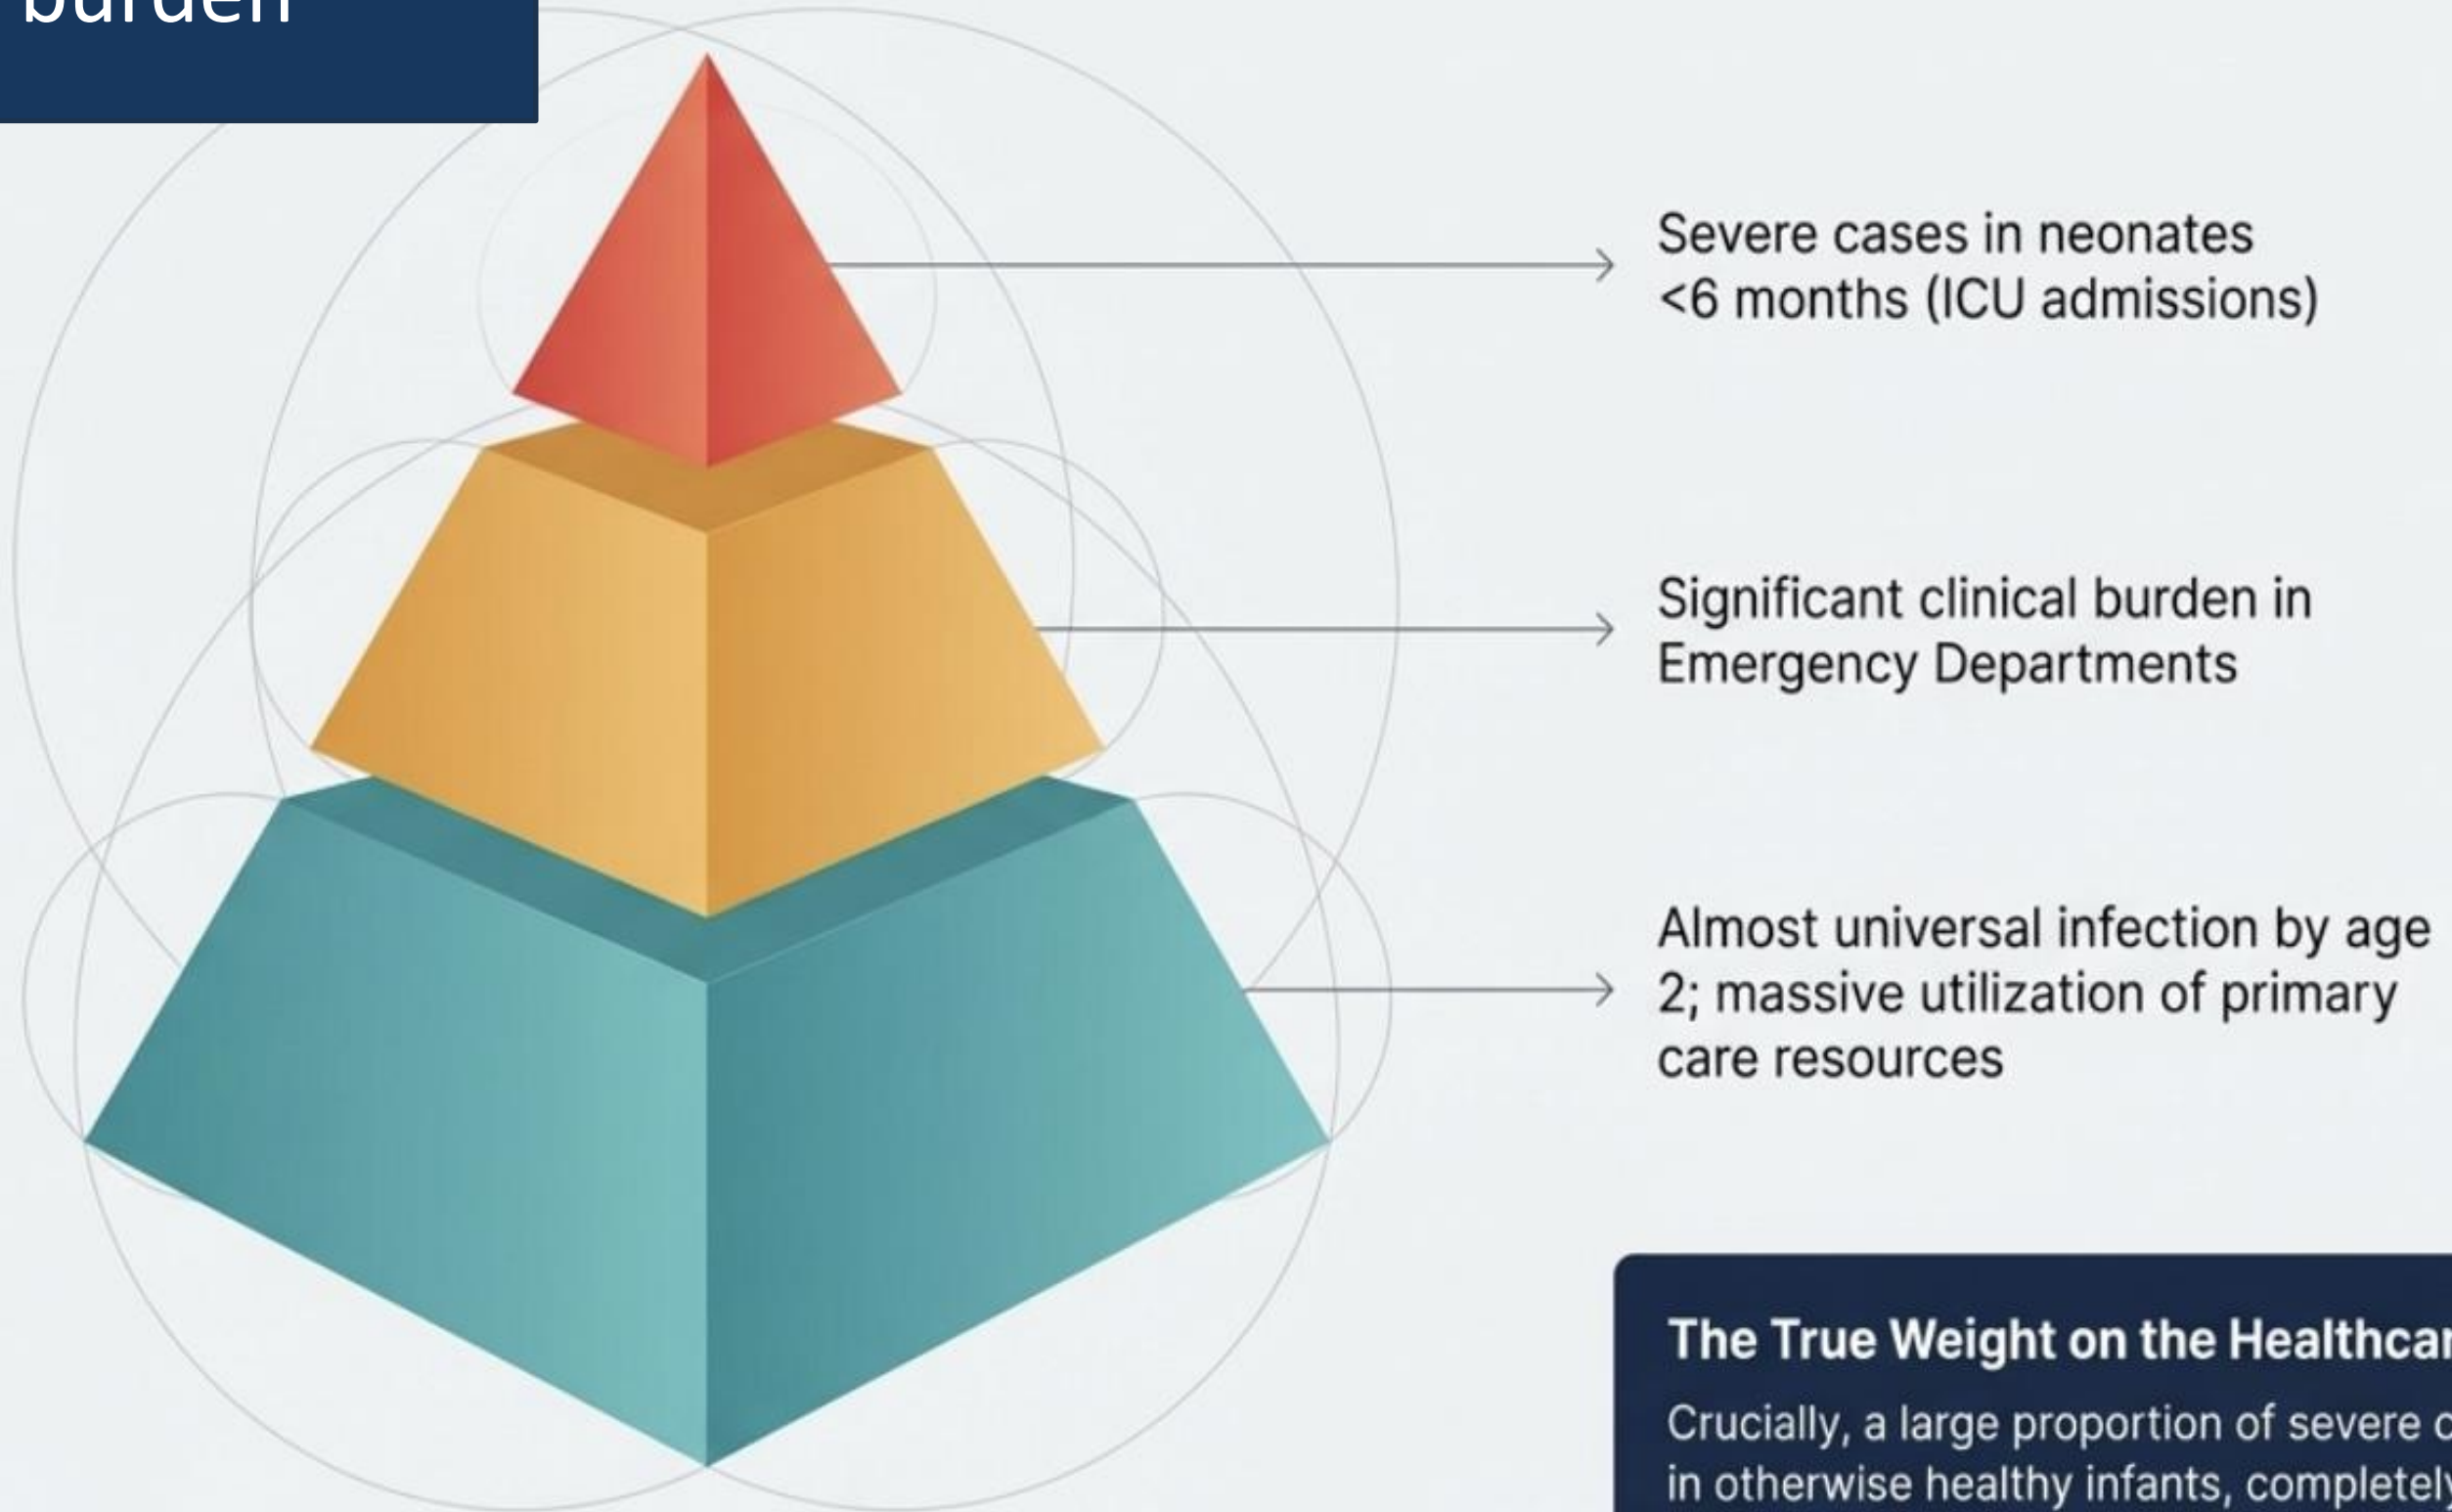 burden
Severe cases in neonates
<6 months (ICU admissions)
Significant clinical burden in
Emergency Departments
Almost universal infection by age
2; massive utilization of primary
care resources
The True Weight on the
Crucially, a large proportion of severe
in otherwise healthy infants, completely